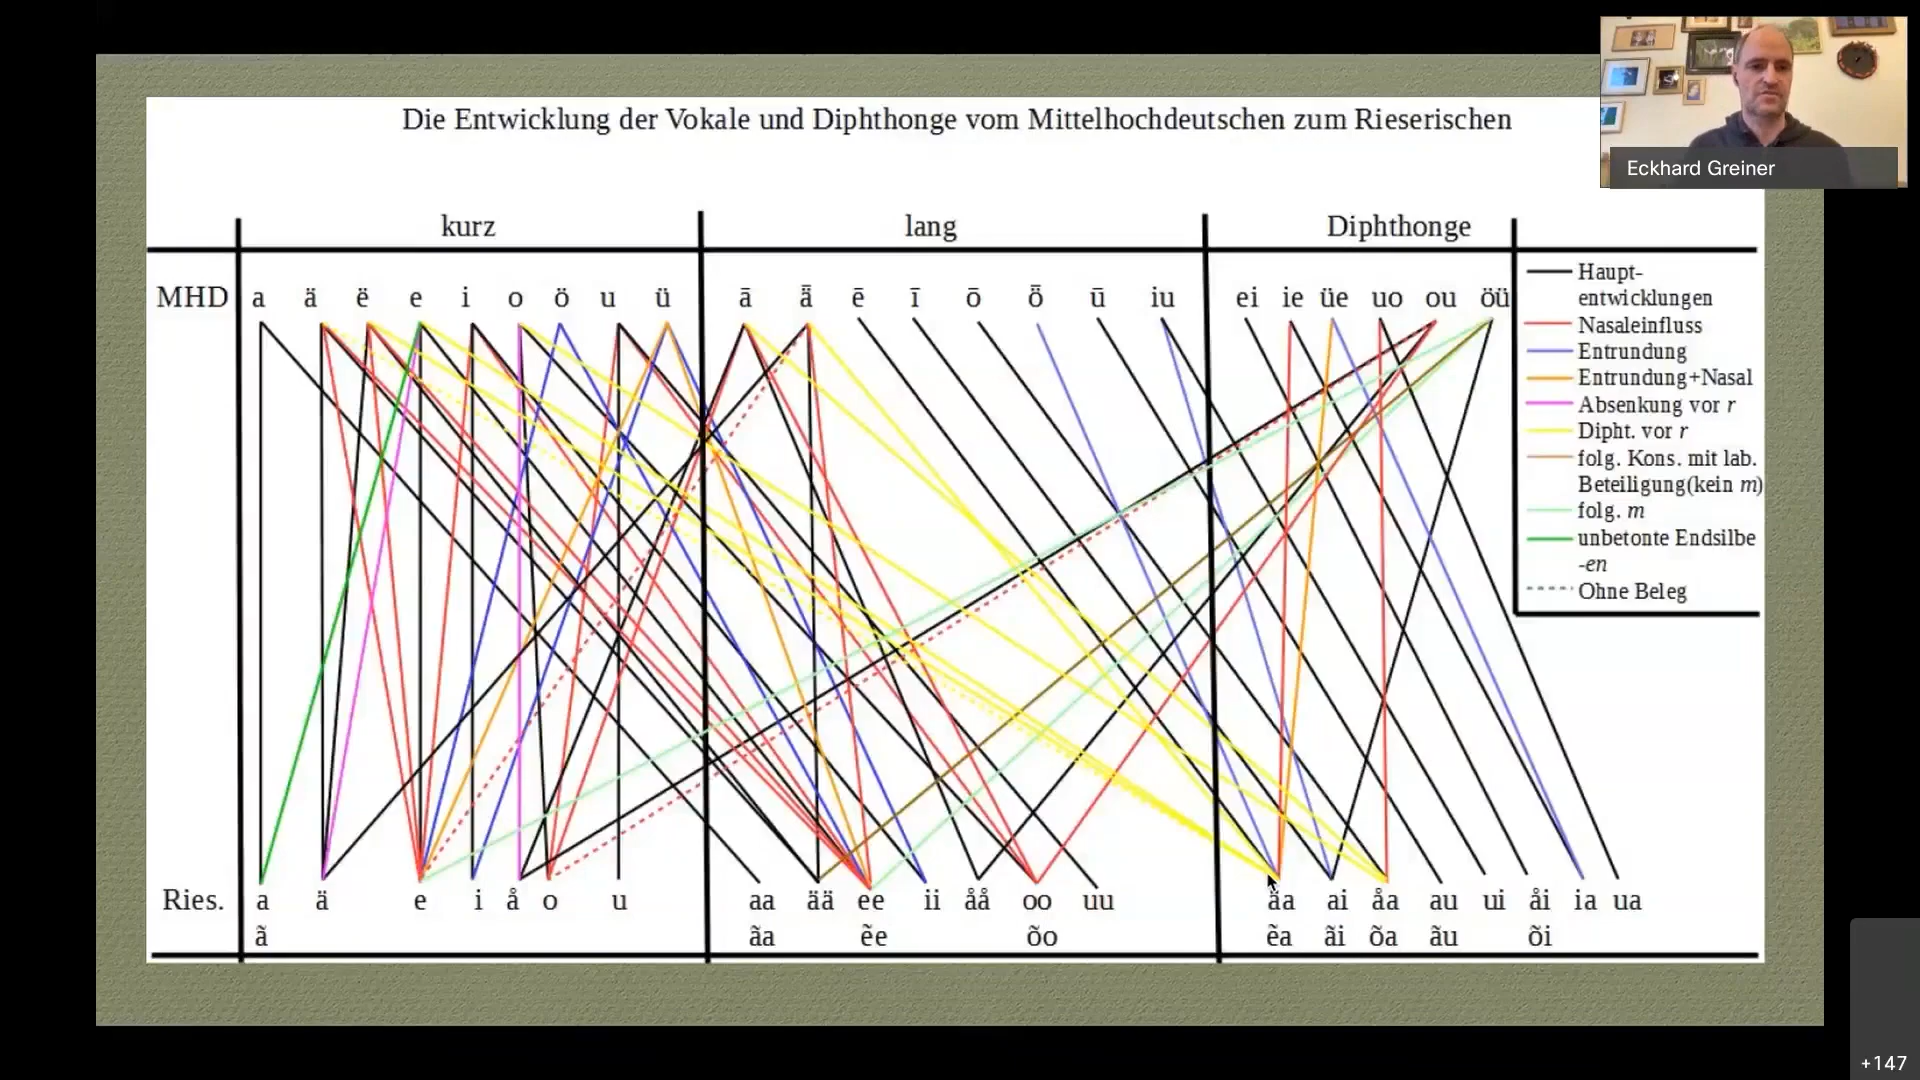 Die Entwicklung der Vokale und Diphthonge vom Mittelhochdeutschen zum Rieserischen
Eckhard Greiner
kurz lang Diphthonge
MHD a ä ë e i o ö u ü ā ǟ ē ī ō ȫ ū iu ei ie üe uo ou öü
Haupt-
entwicklungen
Nasaleinfluss
Entrundung
Entrundung+Nasal
Absenkung vor r
Dipht. vor r
folg. Kons. mit lab.
Beteiligung(kein m)
folg. m
unbetonte Endsilbe
-en
Ohne Beleg
Ries. a ä e i å o u aa ää ee ii åå oo uu äa ai åa au ui åi ia ua
ã ãa ẽe õo ẽa ãi õa ãu õi
+147